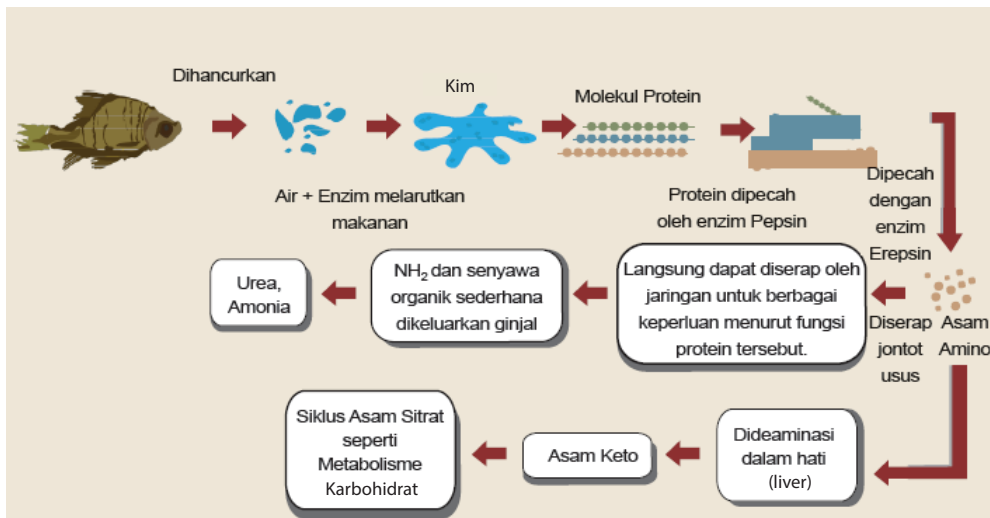 Dihancurkan
Kim
Molekul Protein
Air + Enzim melarutkan
makanan
Protein dipecah
oleh enzim Pepsin
Dipecah
dengan
enzim
Erepsin
Asam
Amino
Diserap
jontot
usus
Langsung dapat diserap oleh
jaringan untuk berbagai
keperluan menurut fungsi
protein tersebut.
NH₂ dan senyawa
organik sederhana
dikeluarkan ginjal
Urea,
Amonia
Dideaminasi
dalam hati
(liver)
Asam Keto
Siklus Asam Sitrat
seperti
Metabolisme
Karbohidrat